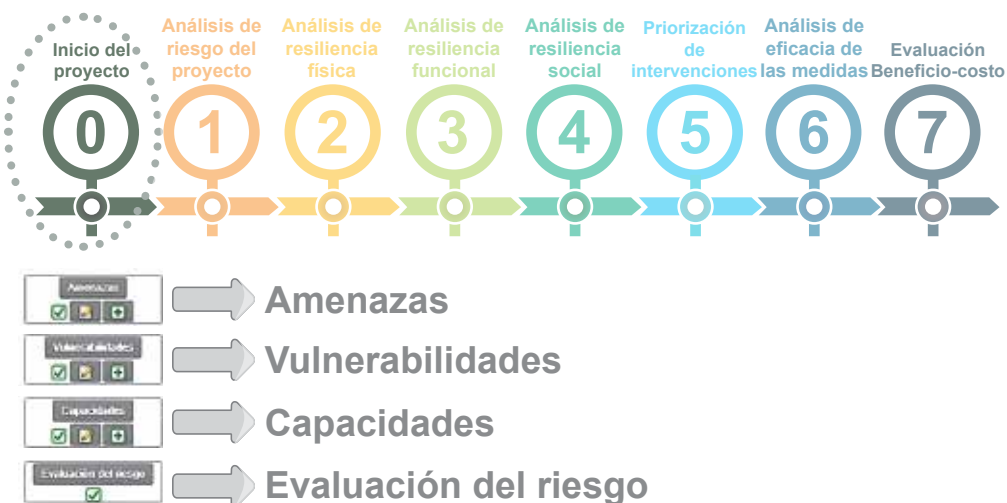 Inicio del
proyecto
Análisis de
riesgo del
proyecto
Análisis de
resiliencia
física
Análisis de
resiliencia
funcional
Análisis de
resiliencia
social
Priorización
de
intervenciones
Análisis de
eficacia de
las medidas
Evaluación
Beneficio-costo
0
1
2
3
4
5
6
7
Amenazas
Amenazas
Vulnerabilidades
Vulnerabilidades
Capacidades
Capacidades
Evaluación del riesgo
Evaluación del riesgo